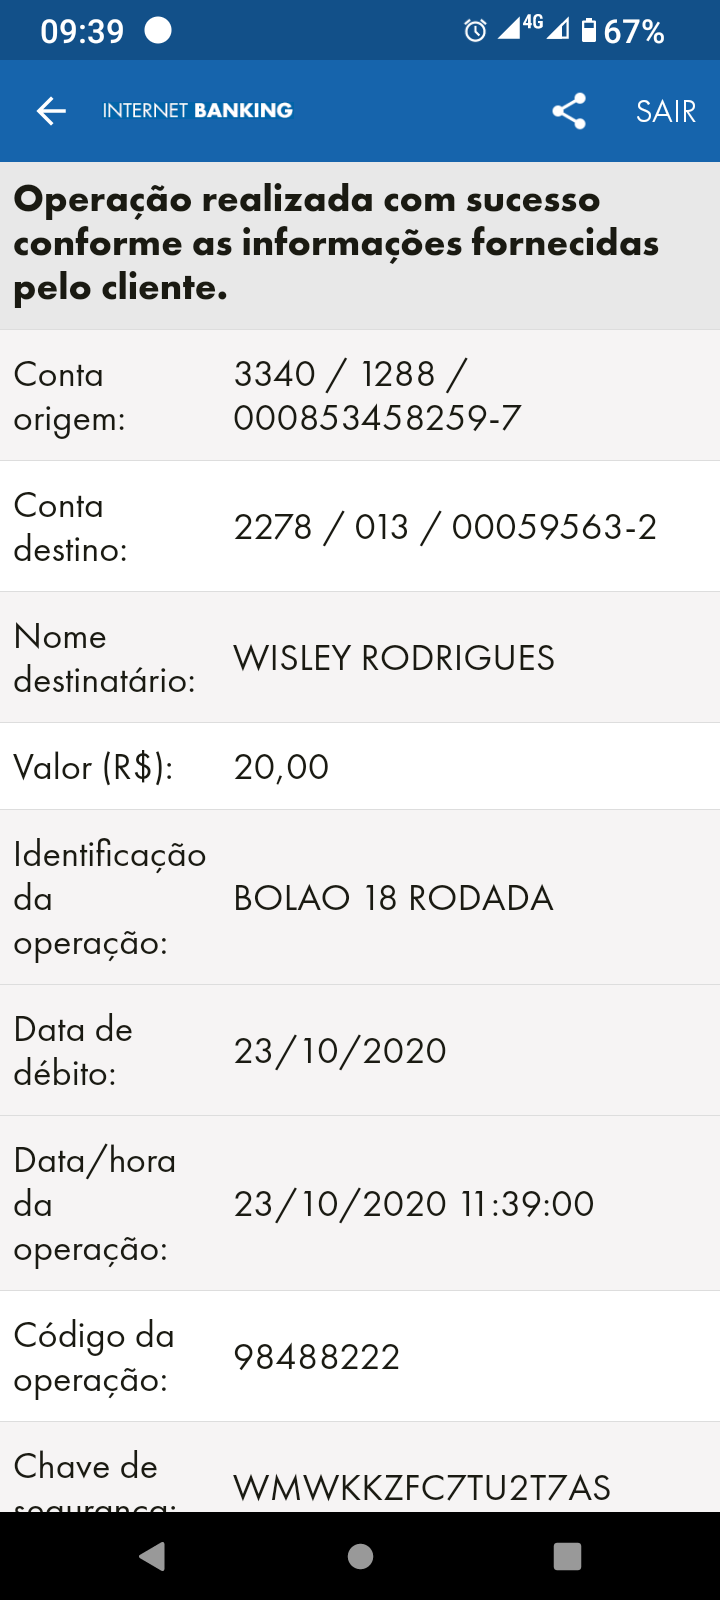 09:39 4G 67%
INTERNET BANKING SAIR
Operação realizada com sucesso
conforme as informações fornecidas
pelo cliente.
Conta
origem:
3340 / 1288 /
000853458259-7
Conta
destino:
2278 / 013 / 00059563-2
Nome
destinatário:
WISLEY RODRIGUES
Valor (R$): 20,00
Identificação
da
operação:
BOLAO 18 RODADA
Data de
débito:
23/10/2020
Data/hora
da
operação:
23/10/2020 11:39:00
Código da
operação:
98488222
Chave de
segurança:
WMWKKZFC7TU2T7AS